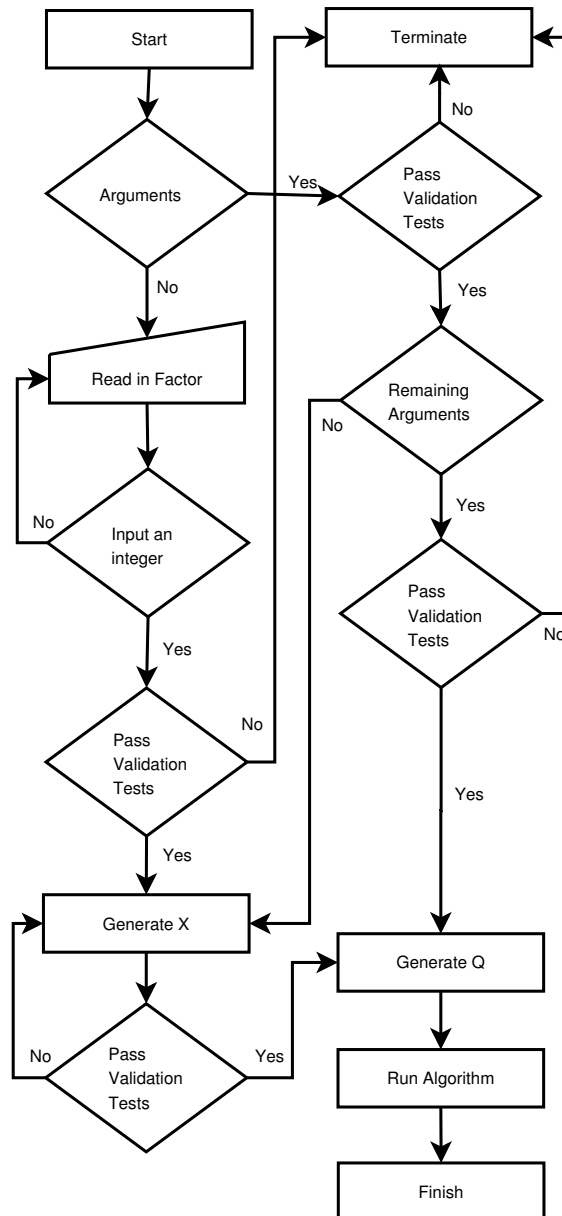 Start
Terminate
No
Arguments
Yes
Pass
Validation
Tests
No
Yes
Read in Factor
Remaining
Arguments
No
No
Input an
integer
Yes
Pass
Validation
Tests
No
Yes
No
Pass
Validation
Tests
Yes
Yes
Generate X
Generate Q
No
Pass
Validation
Tests
Yes
Run Algorithm
Finish